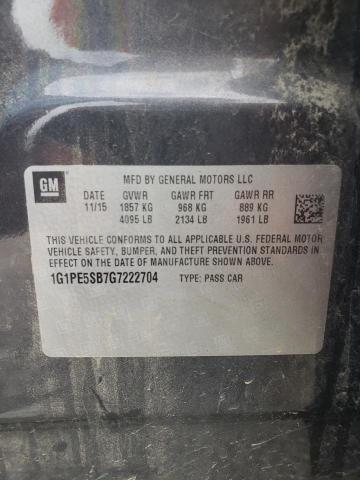 GM
MFD BY GENERAL MOTORS LLC
DATE GVWR GAWR FRT GAWR RR
11/15 1857 KG 968 KG 889 KG
4095 LB 2134 LB 1961 LB
THIS VEHICLE CONFORMS TO ALL APPLICABLE U.S. FEDERAL MOTOR
VEHICLE SAFETY, BUMPER, AND THEFT PREVENTION STANDARDS IN
EFFECT ON THE DATE OF MANUFACTURE SHOWN ABOVE.
1G1PE5SB7G7222704 TYPE: PASS CAR